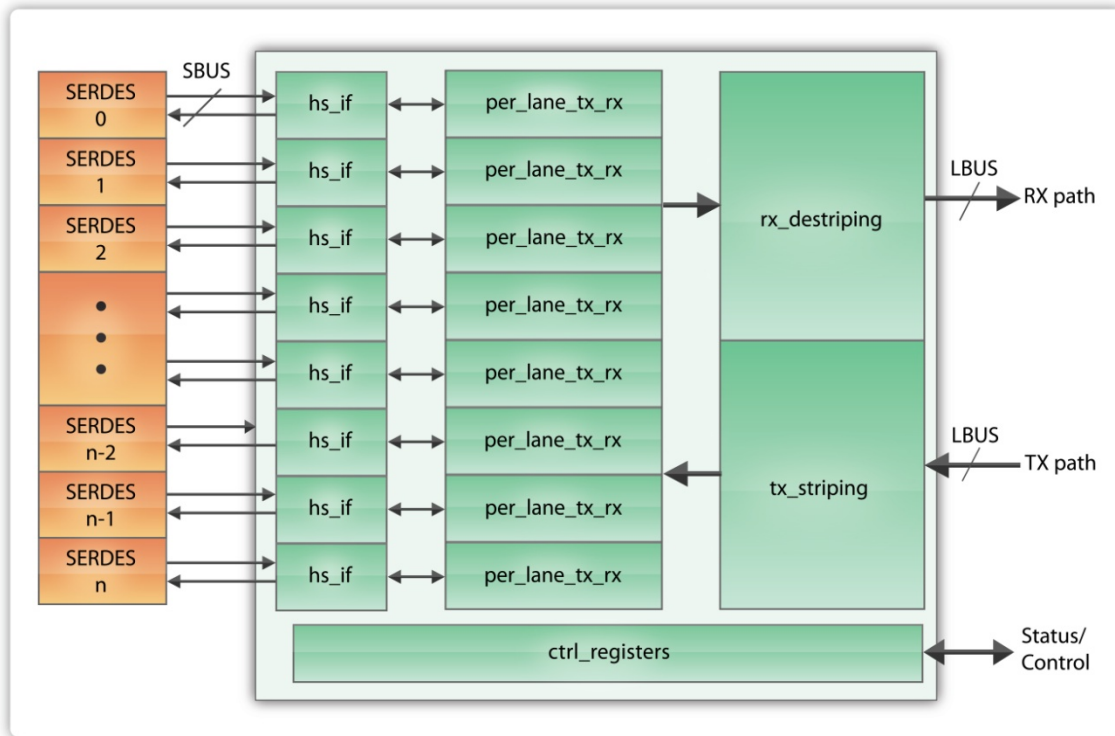 SBUS
SERDES
0
SERDES
1
SERDES
2
SERDES
n-2
SERDES
n-1
SERDES
n
hs_if
hs_if
hs_if
hs_if
hs_if
hs_if
hs_if
hs_if
per_lane_tx_rx
per_lane_tx_rx
per_lane_tx_rx
per_lane_tx_rx
per_lane_tx_rx
per_lane_tx_rx
per_lane_tx_rx
per_lane_tx_rx
rx_destriping
tx_striping
LBUS
RX path
LBUS
TX path
ctrl_registers
Status/
Control